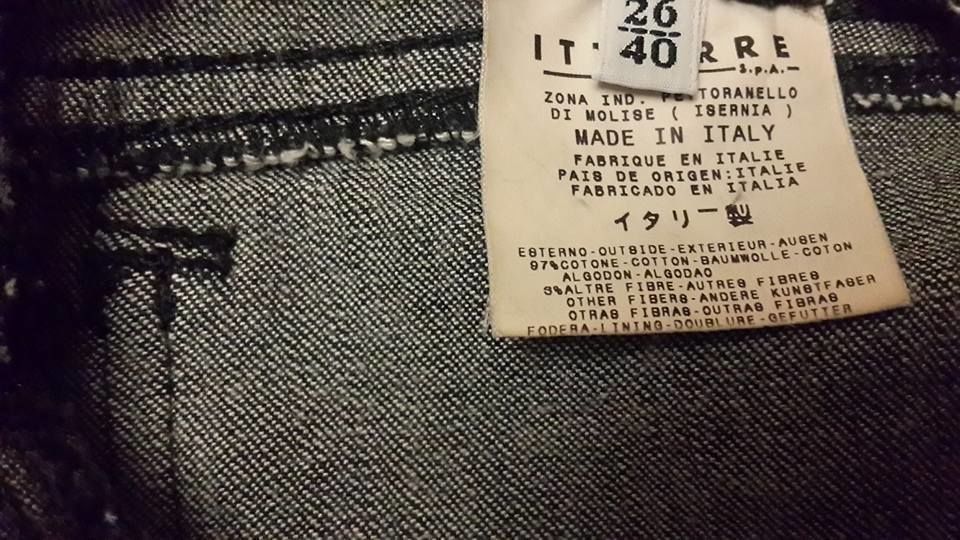 26
40
IT RRE
S.p.A.
ZONA IND. TORANELLO
DI MOLISE ( ISERNIA )
MADE IN ITALY
FABRIQUE EN ITALIE
PAIS DE ORIGEN:ITALIE
FABRICADO EN ITALIA
イタリー製
ESTERNO-OUTSIDE-EXTERIEUR-AUSEN
97%COTONE-COTTON-BAUMWOLLE-COTON
ALGODON-ALGODAO
3%ALTRE FIBRE-AUTRES FIBRES
OTHER FIBERS-ANDERE KUNSTFASER
OTRAS FIBRAS-OUTRAS FIBRAS
FODERA-LINING-DOUBLURE-GEFUTTER